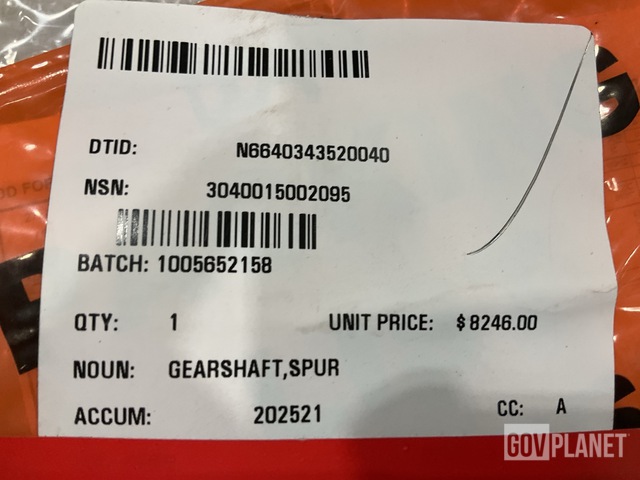 DTID: N6640343520040
NSN: 3040015002095
BATCH: 1005652158
QTY: 1 UNIT PRICE: $8246.00
NOUN: GEARSHAFT,SPUR
ACCUM: 202521 CC: A
GOVPLANET